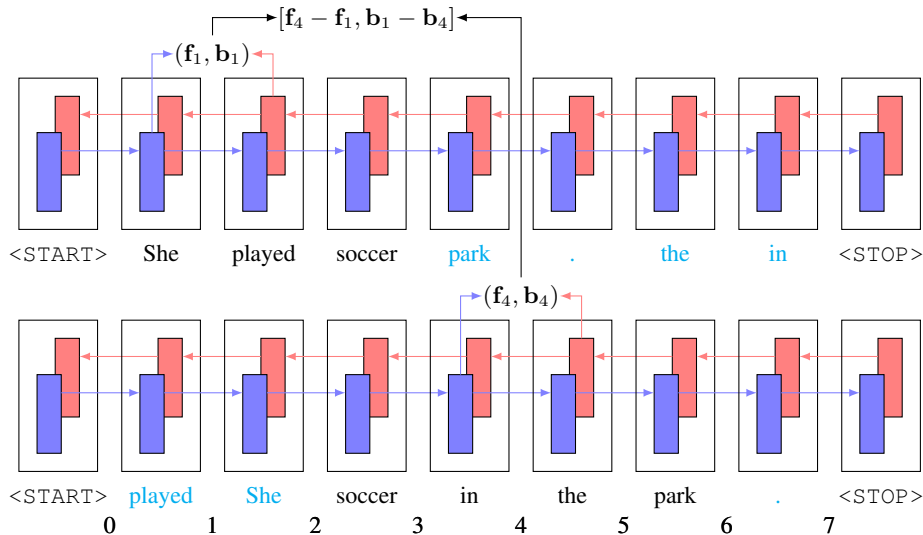 [f₄ − f₁, b₁ − b₄]
(f₁, b₁)
<START> She played soccer park . the in <STOP>
(f₄, b₄)
<START> played She soccer in the park . <STOP>
0 1 2 3 4 5 6 7